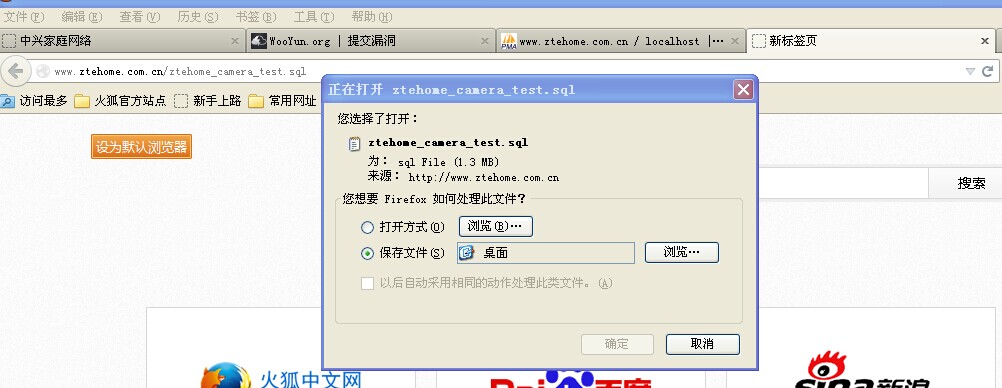 文件(F) 编辑(E) 查看(V) 历史(S) 书签(B) 工具(T) 帮助(H)
中兴家庭网络 × WooYun.org | 提交漏洞 × PMA www.ztehome.com.cn / localhost |… × 新标签页 ×
www.ztehome.com.cn/ztehome_camera_test.sql
访问最多 火狐官方站点 新手上路 常用网址
设为默认浏览器
搜索
正在打开 ztehome_camera_test.sql
您选择了打开:
ztehome_camera_test.sql
为: sql File (1.3 MB)
来源: http://www.ztehome.com.cn
您想要 Firefox 如何处理此文件?
打开方式(O) 浏览(B)…
保存文件(S) 桌面 浏览…
以后自动采用相同的动作处理此类文件。(A)
确定 取消
火狐中文网 Bai 百度 sina 新浪